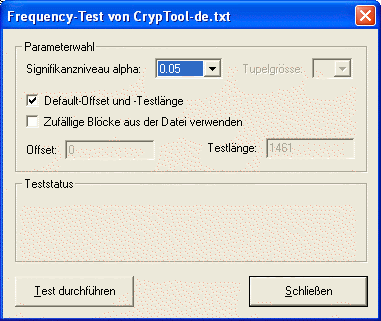 Frequency-Test von CrypTool-de.txt
Parameterwahl
Signifikanzniveau alpha: 0.05 Tupelgrösse:
Default-Offset und -Testlänge
Zufällige Blöcke aus der Datei verwenden
Offset: 0 Testlänge: 1461
Teststatus
Test durchführen Schließen